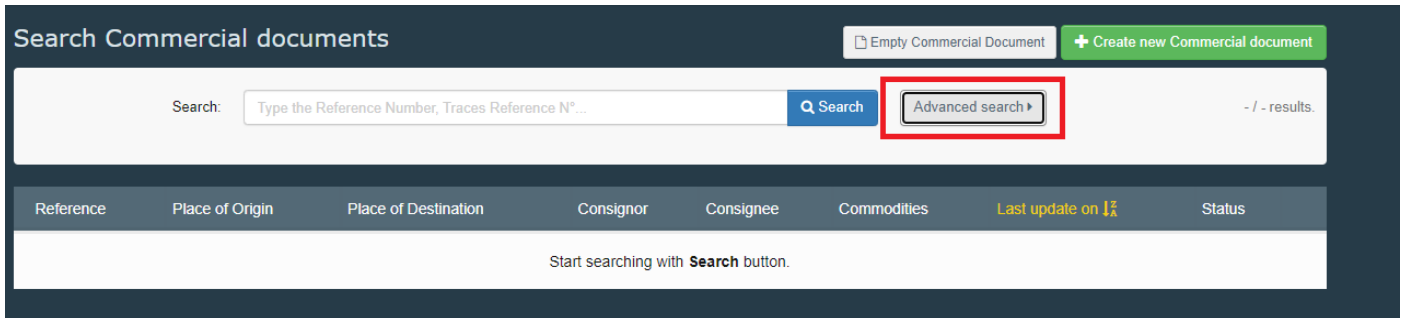 Search Commercial documents
Empty Commercial Document
Create new Commercial document
Search:
Type the Reference Number, Traces Reference N°...
Search
Advanced search
- / - results.
Reference Place of Origin Place of Destination Consignor Consignee Commodities Last update on Status
Start searching with Search button.